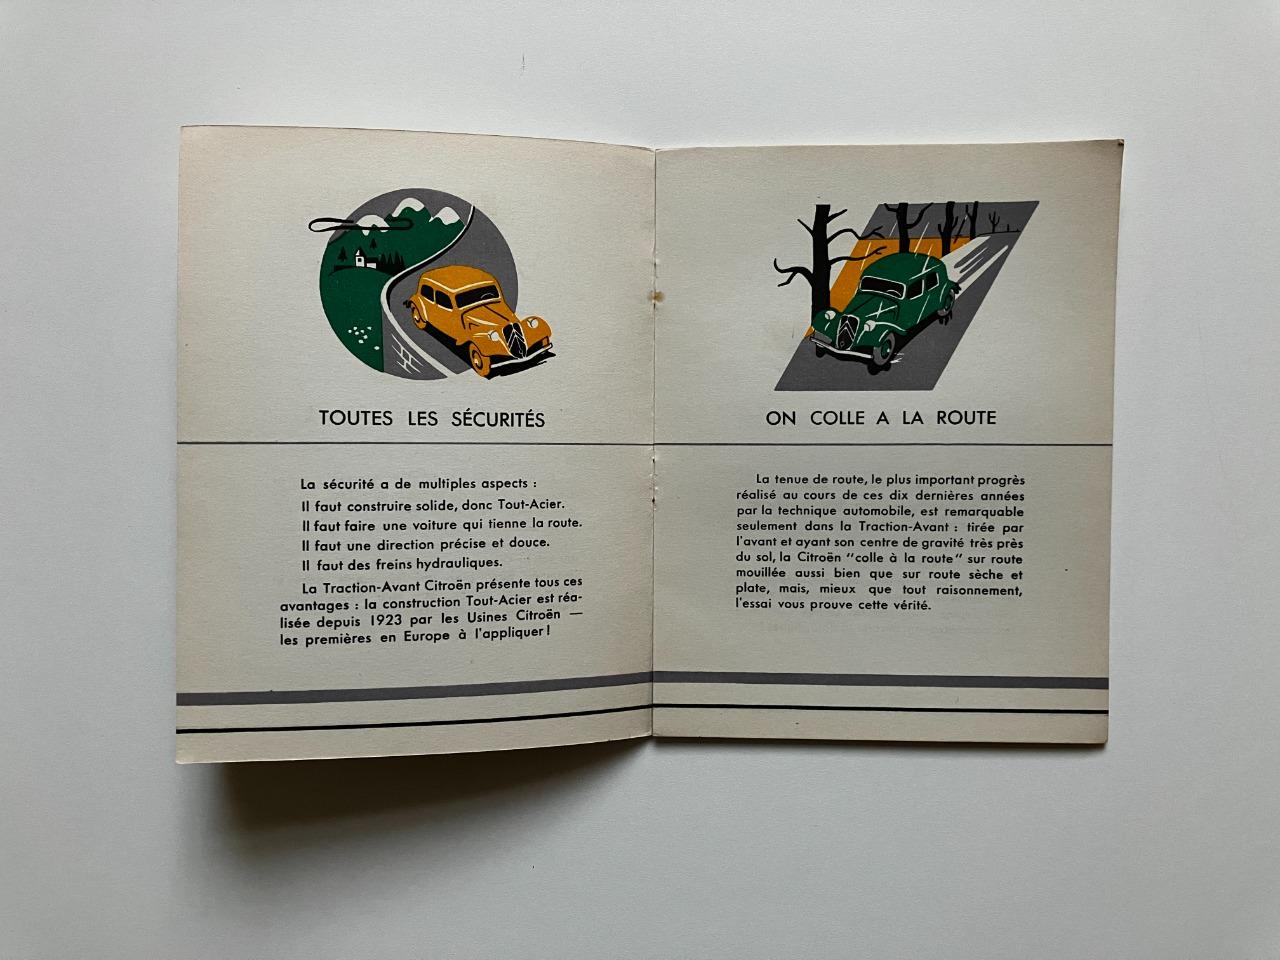 TOUTES LES SÉCURITÉS
La sécurité a de multiples aspects :
Il faut construire solide, donc Tout-Acier.
Il faut faire une voiture qui tienne la route.
Il faut une direction précise et douce.
Il faut des freins hydrauliques.
La Traction-Avant Citroën présente tous ces
avantages : la construction Tout-Acier est réa-
lisée depuis 1923 par les Usines Citroën —
les premières en Europe à l'appliquer !
ON COLLE A LA ROUTE
La tenue de route, le plus important progrès
réalisé au cours de ces dix dernières années
par la technique automobile, est remarquable
seulement dans la Traction-Avant : tirée par
l'avant et ayant son centre de gravité très près
du sol, la Citroën "colle à la route" sur route
mouillée aussi bien que sur route sèche et
plate, mais, mieux que tout raisonnement,
l'essai vous prouve cette vérité.